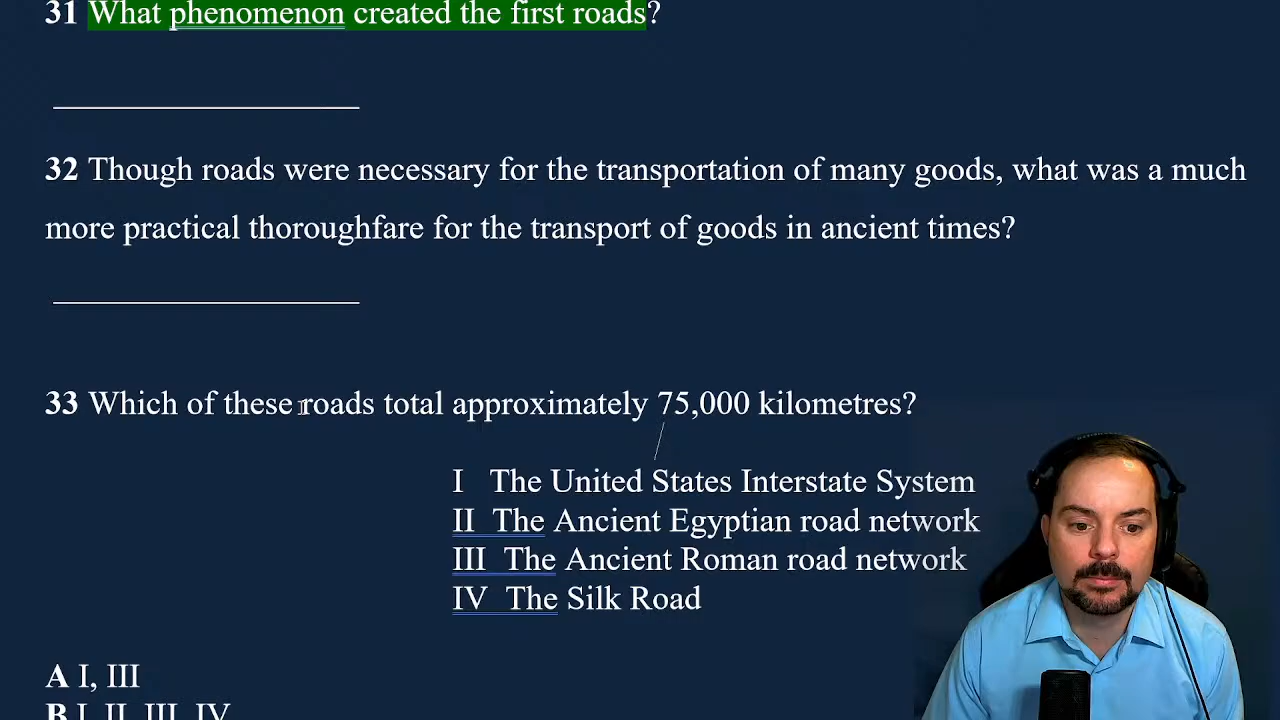 31 What phenomenon created the first roads?
32 Though roads were necessary for the transportation of many goods, what was a much
more practical thoroughfare for the transport of goods in ancient times?
33 Which of these roads total approximately 75,000 kilometres?
I The United States Interstate System
II The Ancient Egyptian road network
III The Ancient Roman road network
IV The Silk Road
A I, III
B I, II, III, IV